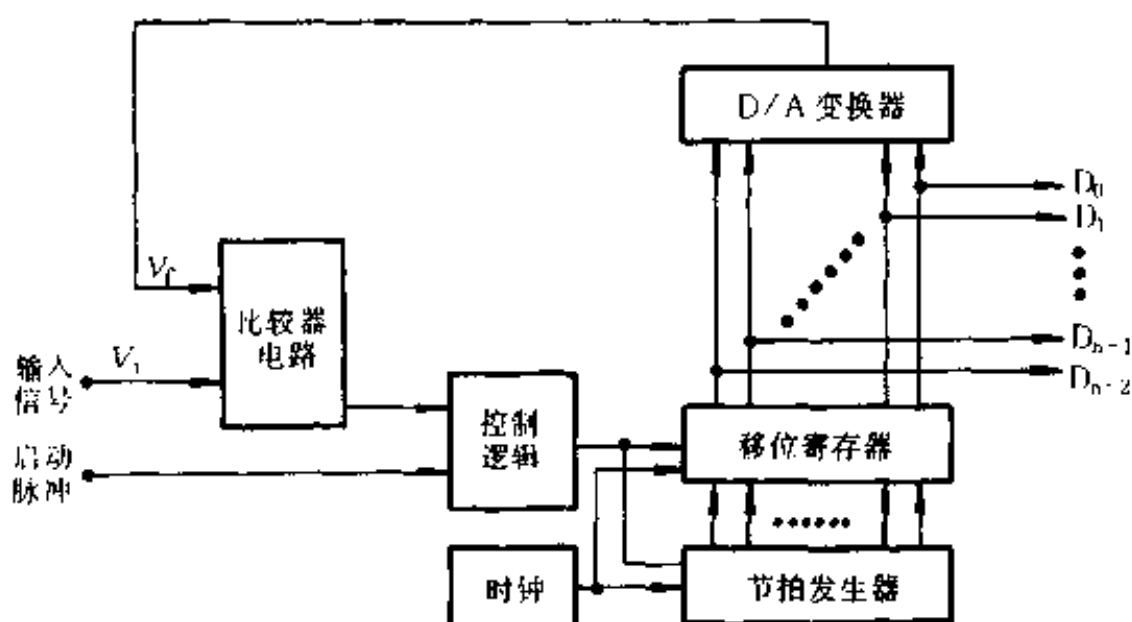 D/A 变换器
D₀
D₁
Dₙ₋₁
Dₙ₋₂
V_f
比较器
电路
V₁
输入
信号
启动
脉冲
控制
逻辑
移位寄存器
时钟
节拍发生器